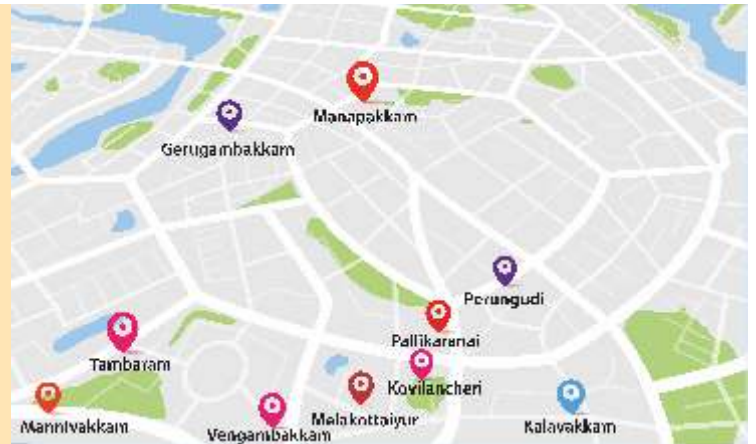 Manapakkam
Gerugambakkam
Perungudi
Pallikaranai
Tambaram
Kovilancheri
Mannivakkam
Vengambakkam
Melakottaiyur
Kalavakkam